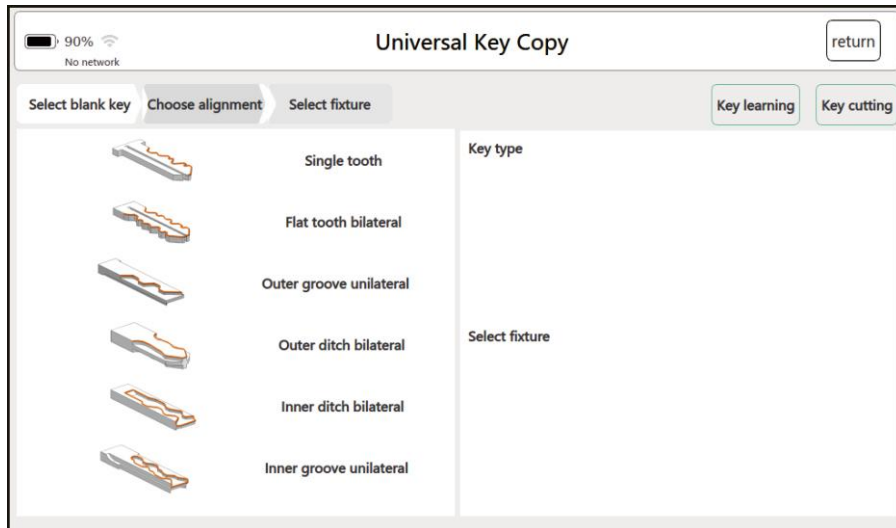 90%
No network
Universal Key Copy
return
Select blank key
Choose alignment
Select fixture
Key learning
Key cutting
Single tooth
Flat tooth bilateral
Outer groove unilateral
Outer ditch bilateral
Inner ditch bilateral
Inner groove unilateral
Key type
Select fixture